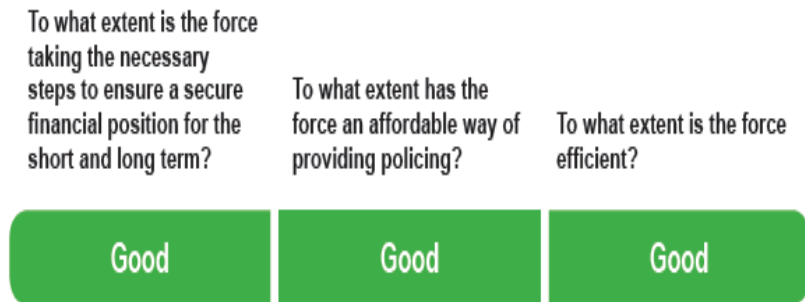 To what extent is the force
taking the necessary
steps to ensure a secure
financial position for the
short and long term?
To what extent has the
force an affordable way of
providing policing?
To what extent is the force
efficient?
Good
Good
Good